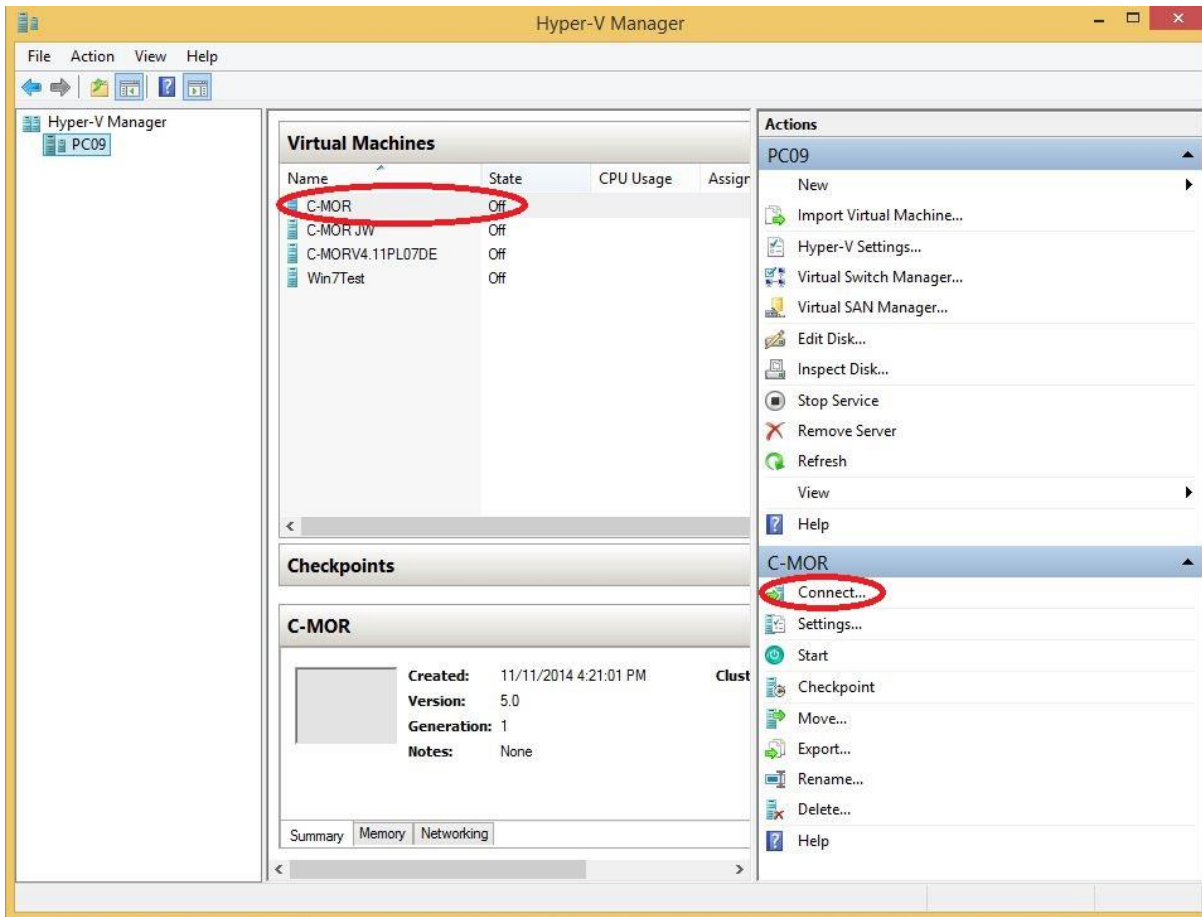 Hyper-V Manager
File Action View Help
Hyper-V Manager
PC09
Virtual Machines
Name State CPU Usage Assigr
C-MOR Off
C-MOR JW Off
C-MORV4.11PL07DE Off
Win7Test Off
Checkpoints
C-MOR
Created: 11/11/2014 4:21:01 PM Clust
Version: 5.0
Generation: 1
Notes: None
Summary Memory Networking
Actions
PC09
New
Import Virtual Machine...
Hyper-V Settings...
Virtual Switch Manager...
Virtual SAN Manager...
Edit Disk...
Inspect Disk...
Stop Service
Remove Server
Refresh
View
Help
C-MOR
Connect...
Settings...
Start
Checkpoint
Move...
Export...
Rename...
Delete...
Help